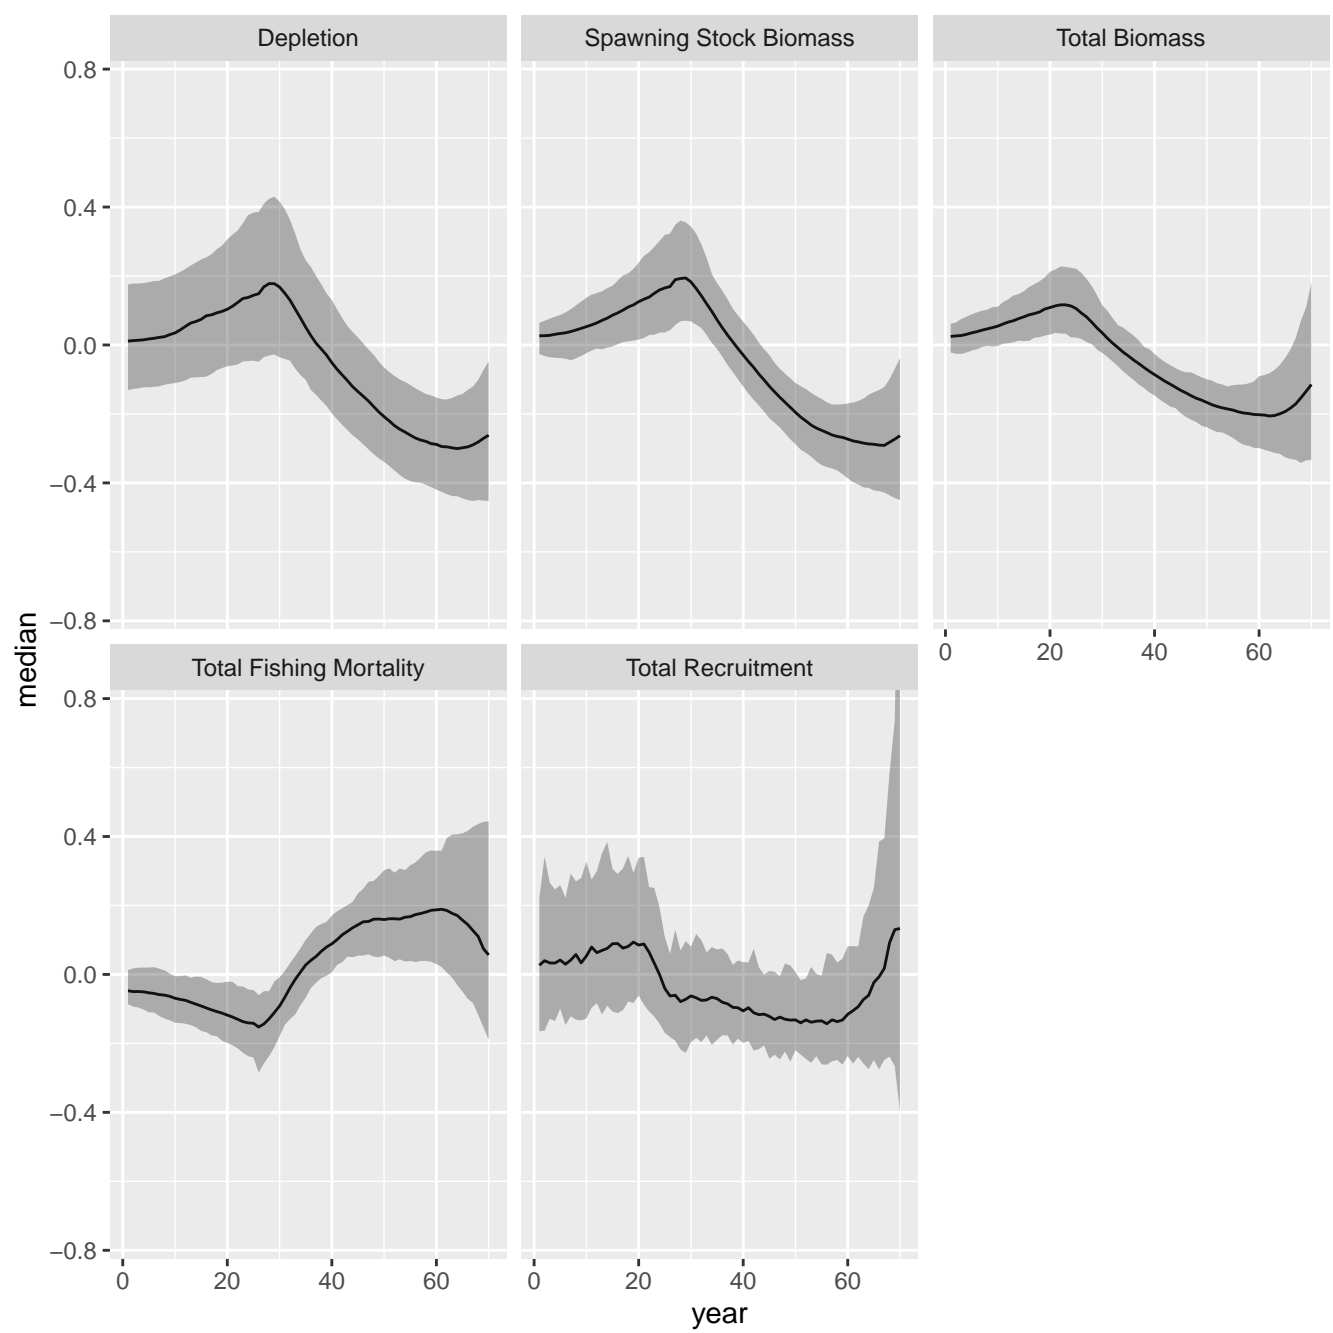 Depletion
Spawning Stock Biomass
Total Biomass
0.8
0.4
0.0
−0.4
−0.8
0 20 40 60
Total Fishing Mortality
Total Recruitment
0.8
0.4
0.0
−0.4
−0.8
0 20 40 60
0 20 40 60
median
year